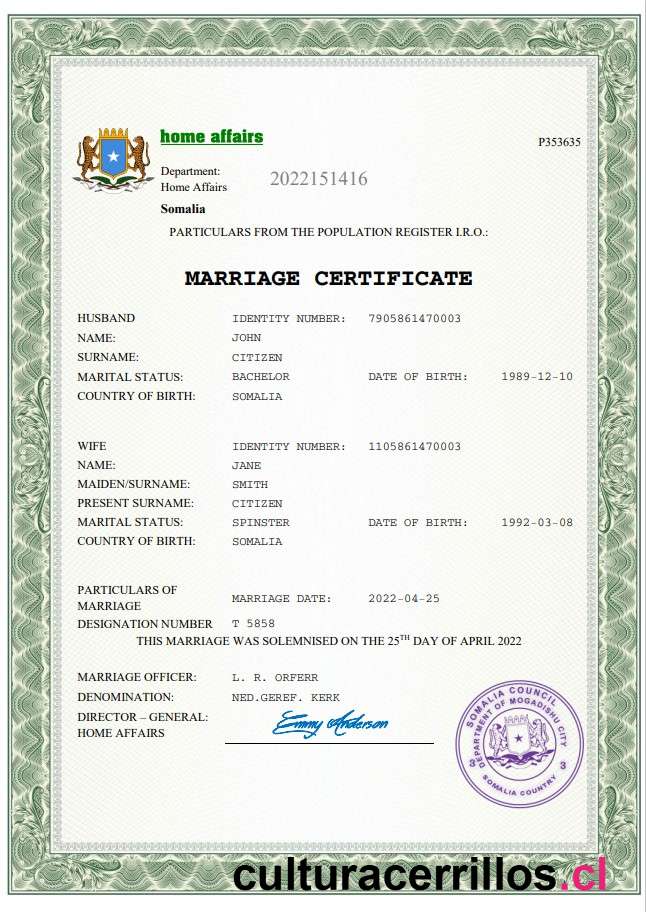 home affairs
P353635
Department:
Home Affairs
2022151416
Somalia
PARTICULARS FROM THE POPULATION REGISTER I.R.O.:
MARRIAGE CERTIFICATE
HUSBAND IDENTITY NUMBER: 7905861470003
NAME: JOHN
SURNAME: CITIZEN
MARITAL STATUS: BACHELOR DATE OF BIRTH: 1989-12-10
COUNTRY OF BIRTH: SOMALIA
WIFE IDENTITY NUMBER: 1105861470003
NAME: JANE
MAIDEN/SURNAME: SMITH
PRESENT SURNAME: CITIZEN
MARITAL STATUS: SPINSTER DATE OF BIRTH: 1992-03-08
COUNTRY OF BIRTH: SOMALIA
PARTICULARS OF
MARRIAGE MARRIAGE DATE: 2022-04-25
DESIGNATION NUMBER T 5858
THIS MARRIAGE WAS SOLEMNISED ON THE 25TH DAY OF APRIL 2022
MARRIAGE OFFICER: L. R. ORFERR
DENOMINATION: NED.GEREF. KERK
DIRECTOR – GENERAL: Emmy Anderson
HOME AFFAIRS
SOMALIA COUNCIL
DEPARTMENT OF MOGADISHU CITY
3 3
SOMALIA COUNTRY
culturacerrillos.cl